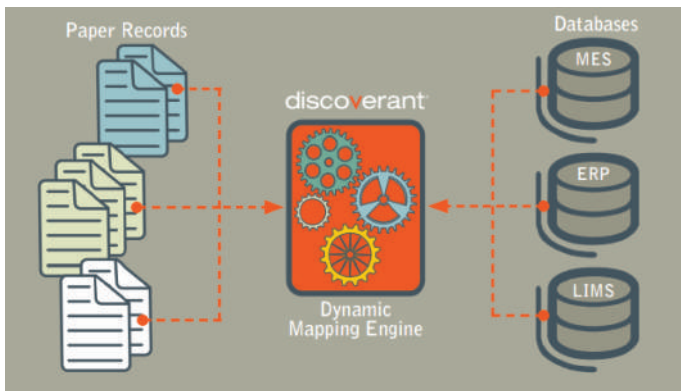 Paper Records
Databases
MES
discoverant
ERP
LIMS
Dynamic
Mapping Engine